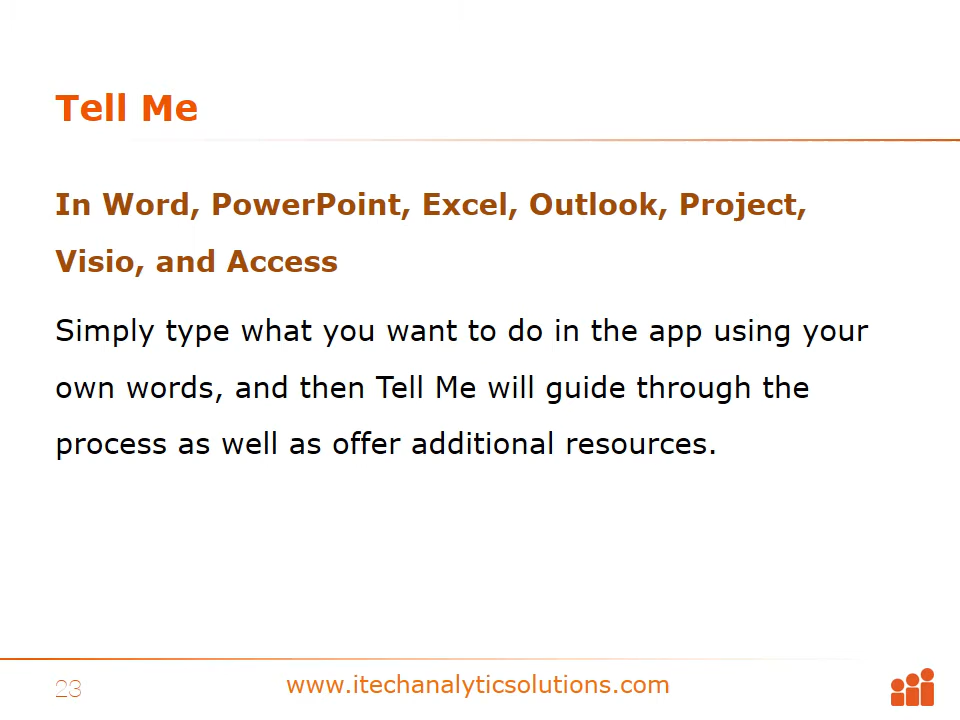 Tell Me
In Word, PowerPoint, Excel, Outlook, Project,
Visio, and Access
Simply type what you want to do in the app using your
own words, and then Tell Me will guide through the
process as well as offer additional resources.
23
www.itechanalyticsolutions.com